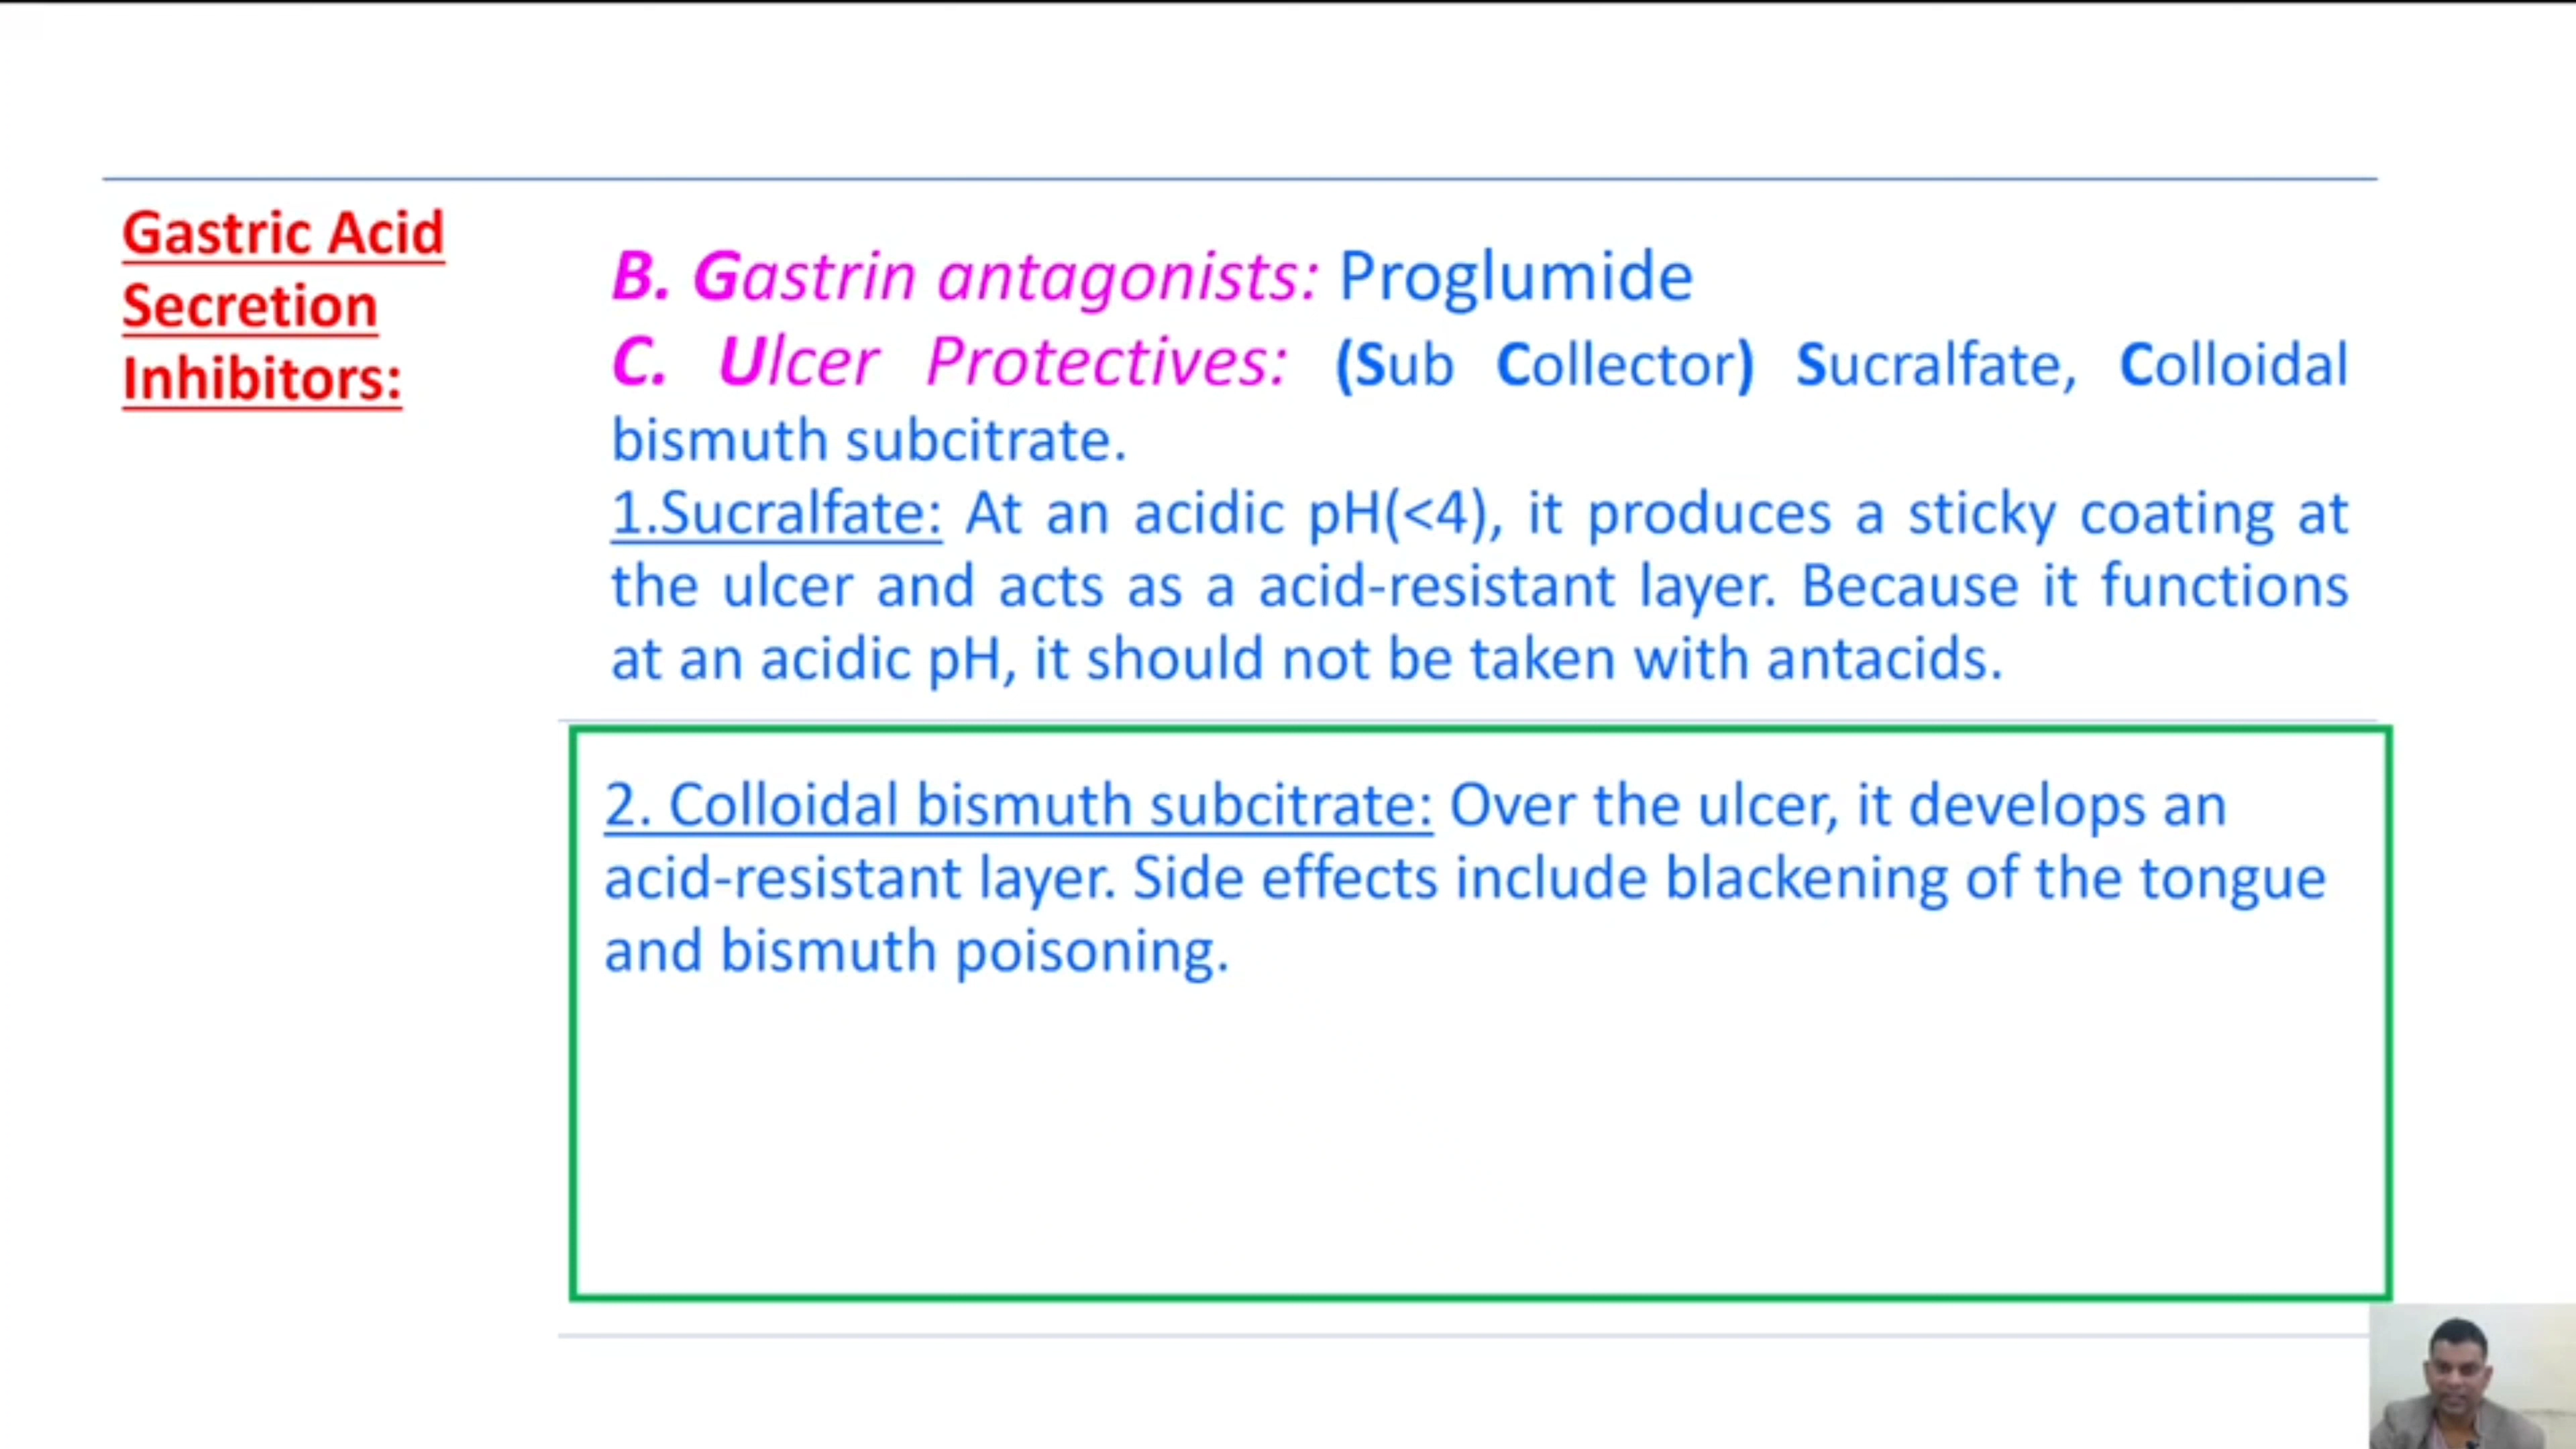 Gastric Acid
Secretion
Inhibitors:
B. Gastrin antagonists: Proglumide
C. Ulcer Protectives: (Sub Collector) Sucralfate, Colloidal
bismuth subcitrate.
1.Sucralfate: At an acidic pH(<4), it produces a sticky coating at
the ulcer and acts as a acid-resistant layer. Because it functions
at an acidic pH, it should not be taken with antacids.
2. Colloidal bismuth subcitrate: Over the ulcer, it develops an
acid-resistant layer. Side effects include blackening of the tongue
and bismuth poisoning.